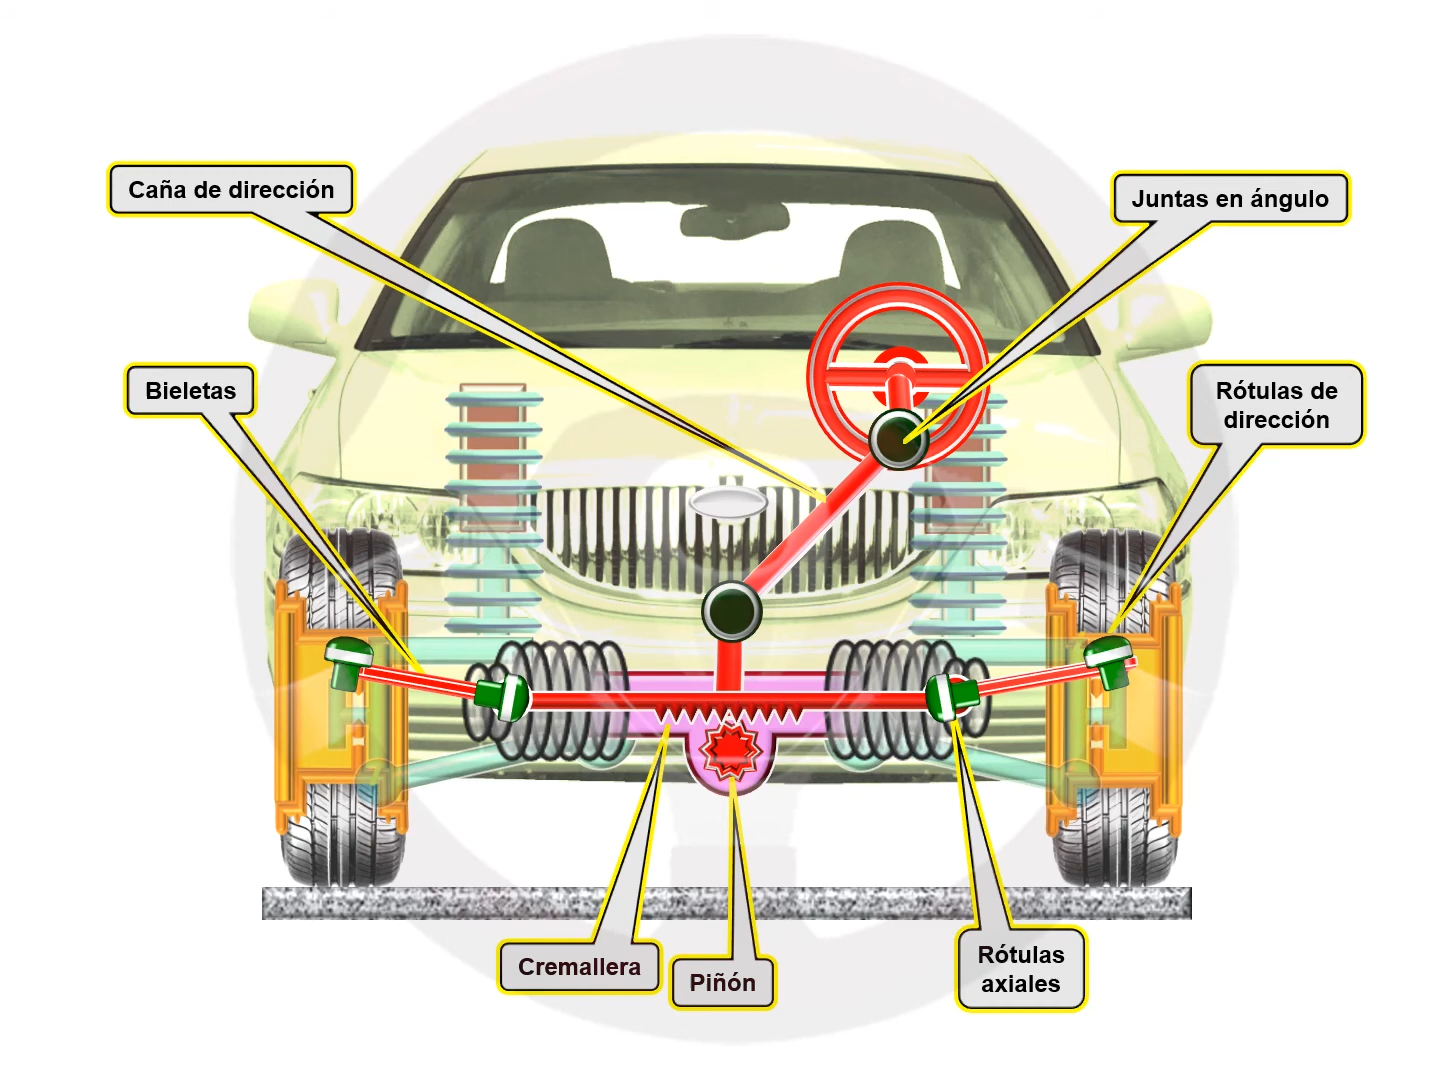 Caña de dirección
Juntas en ángulo
Bieletas
Rótulas de
dirección
Cremallera
Piñón
Rótulas
axiales